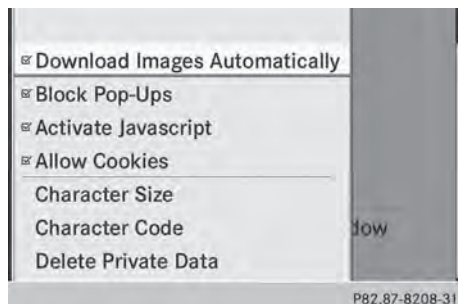 Download Images Automatically
Block Pop-Ups
Activate Javascript
Allow Cookies
Character Size
Character Code
dow
Delete Private Data
P82.87-8208-31